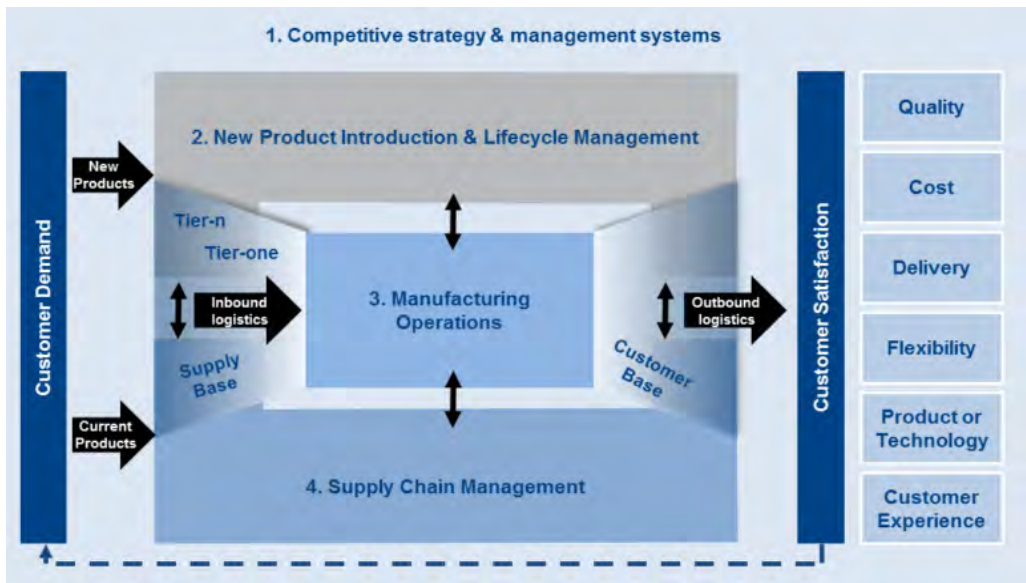 1. Competitive strategy & management systems
Customer Demand
New
Products
Current
Products
2. New Product Introduction & Lifecycle Management
Tier-n
Tier-one
Inbound
logistics
Supply
Base
3. Manufacturing
Operations
Customer
Base
Outbound
logistics
4. Supply Chain Management
Customer Satisfaction
Quality
Cost
Delivery
Flexibility
Product or
Technology
Customer
Experience